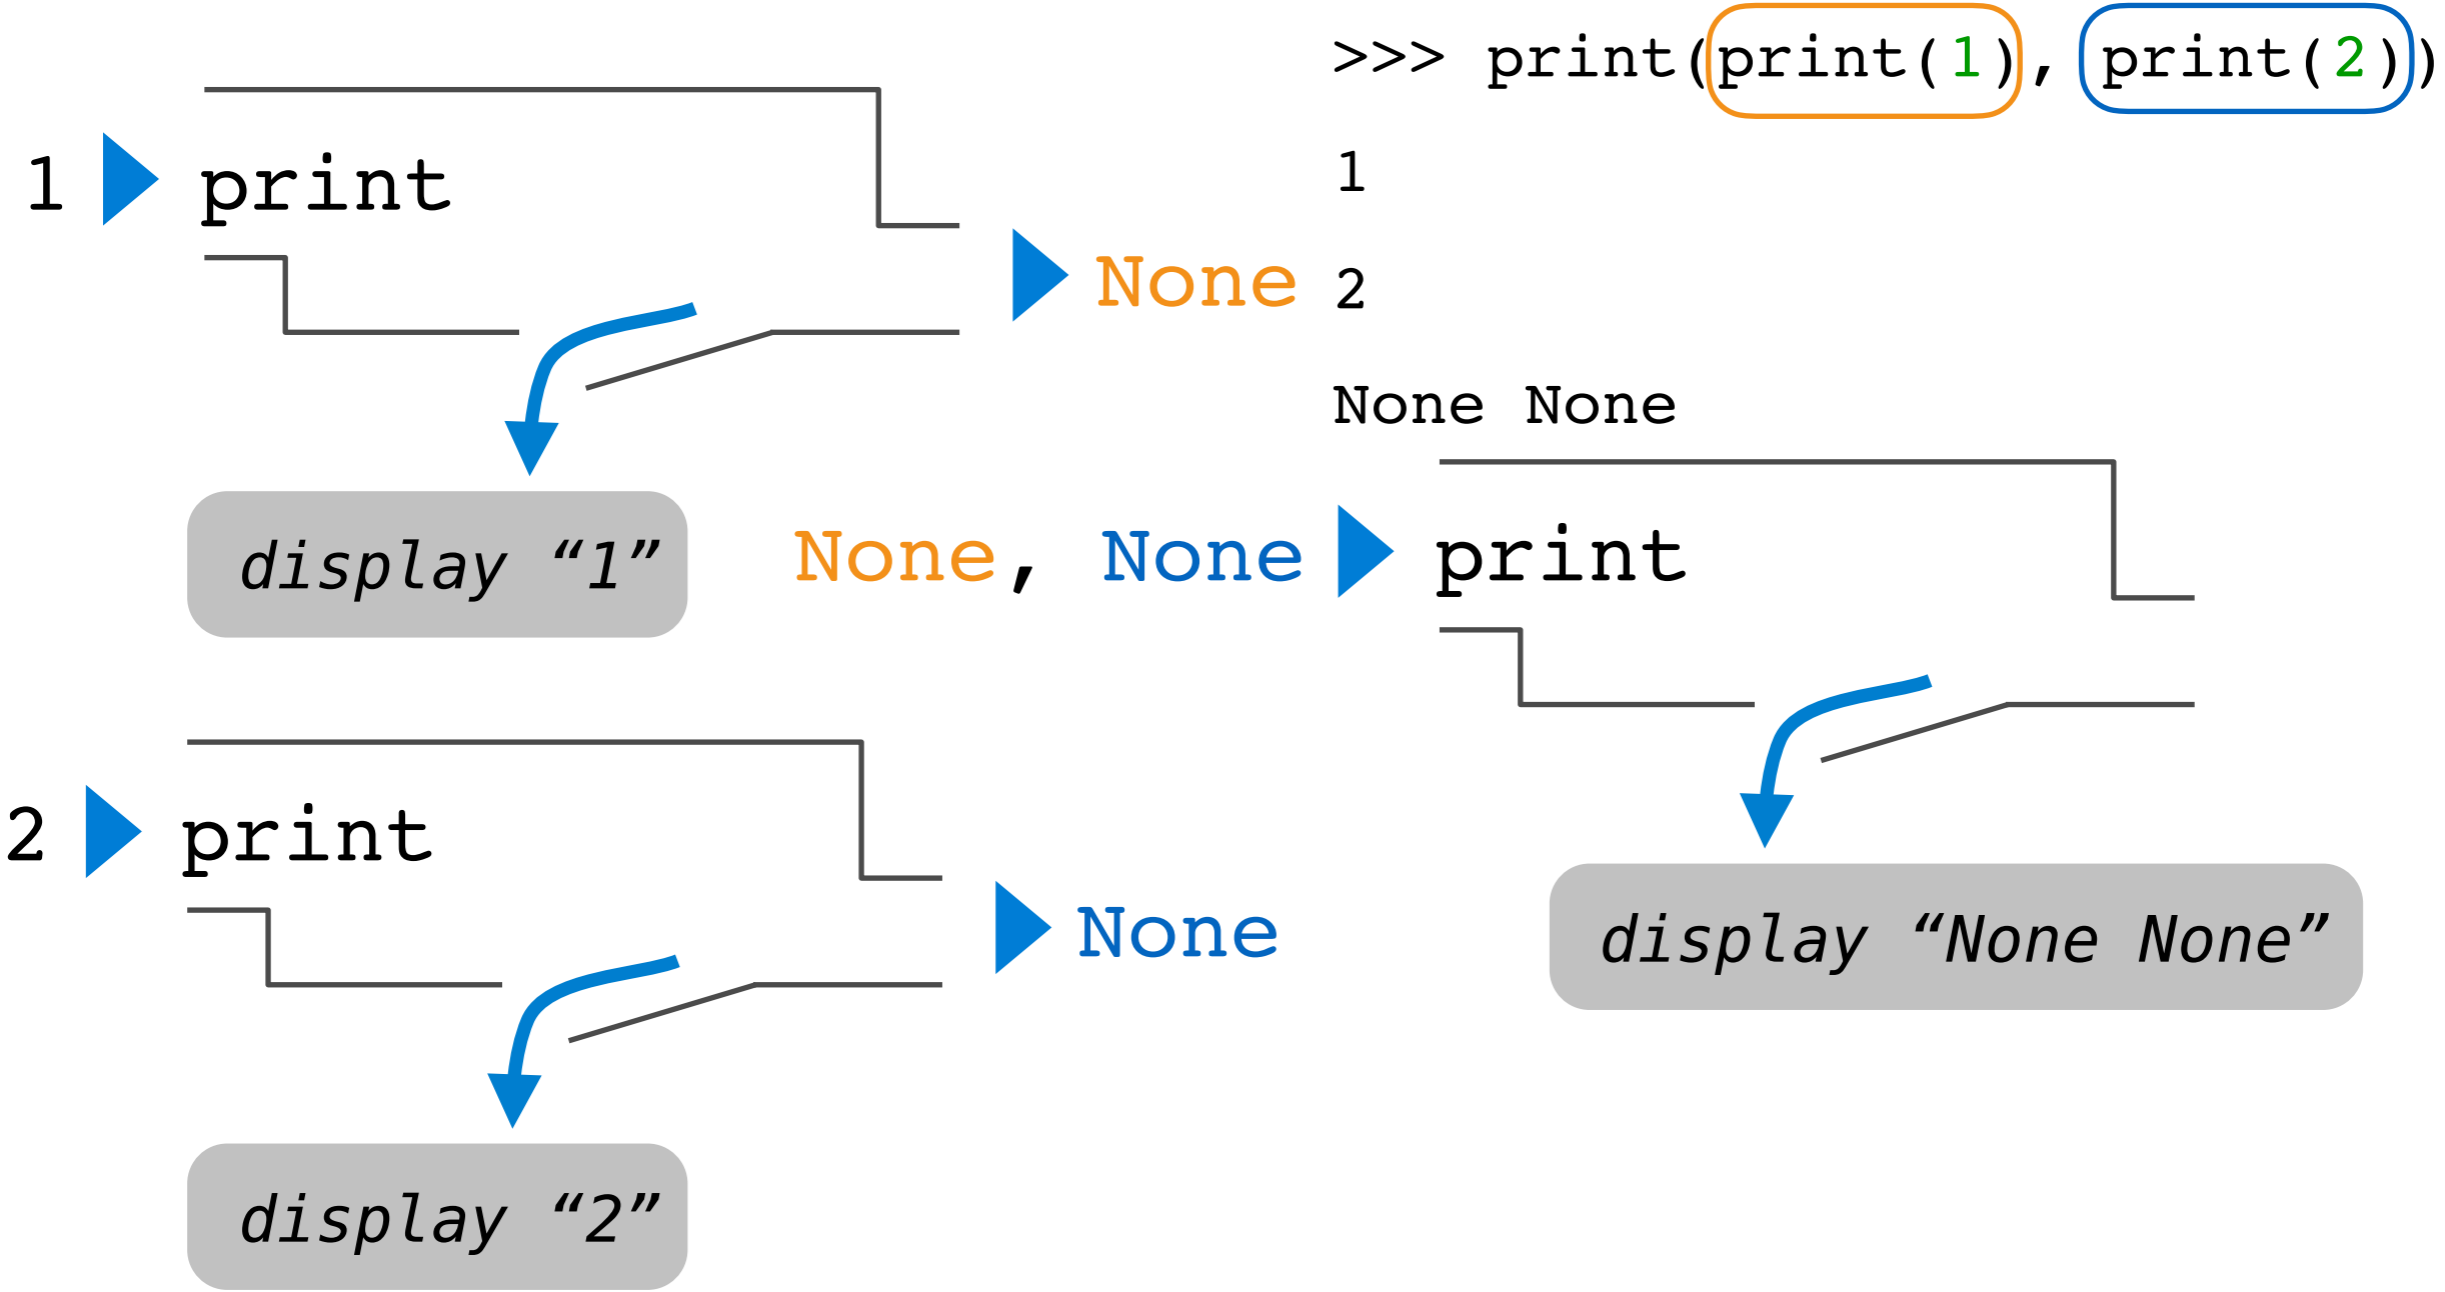 >>> print(print(1), print(2))
1
2
None None
1 print
None
display “1”
None, None print
display “None None”
2 print
None
display “2”